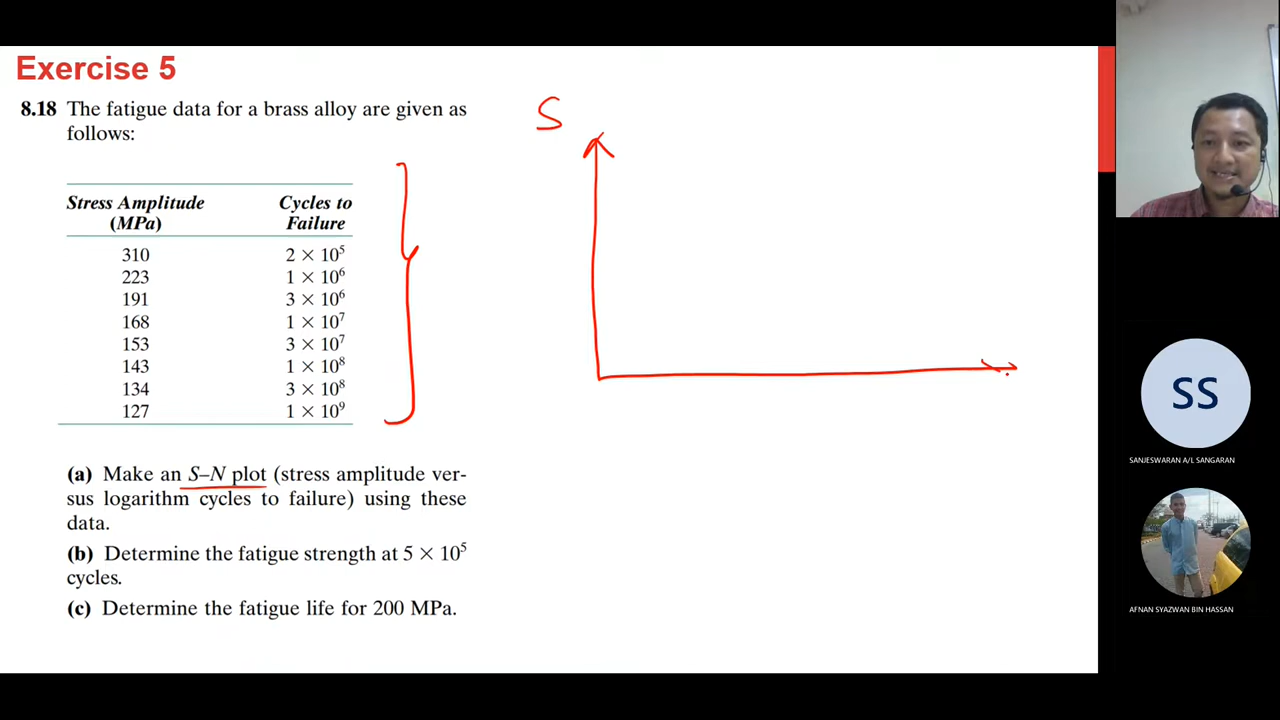 Exercise 5
8.18 The fatigue data for a brass alloy are given as
follows:
Stress Amplitude Cycles to
(MPa) Failure
310 2 × 10⁵
223 1 × 10⁶
191 3 × 10⁶
168 1 × 10⁷
153 3 × 10⁷
143 1 × 10⁸
134 3 × 10⁸
127 1 × 10⁹
(a) Make an S–N plot (stress amplitude ver-
sus logarithm cycles to failure) using these
data.
(b) Determine the fatigue strength at 5 × 10⁵
cycles.
(c) Determine the fatigue life for 200 MPa.
S
SS
SANJESWARAN A/L SANGARAN
AFNAN SYAZWAN BIN HASSAN